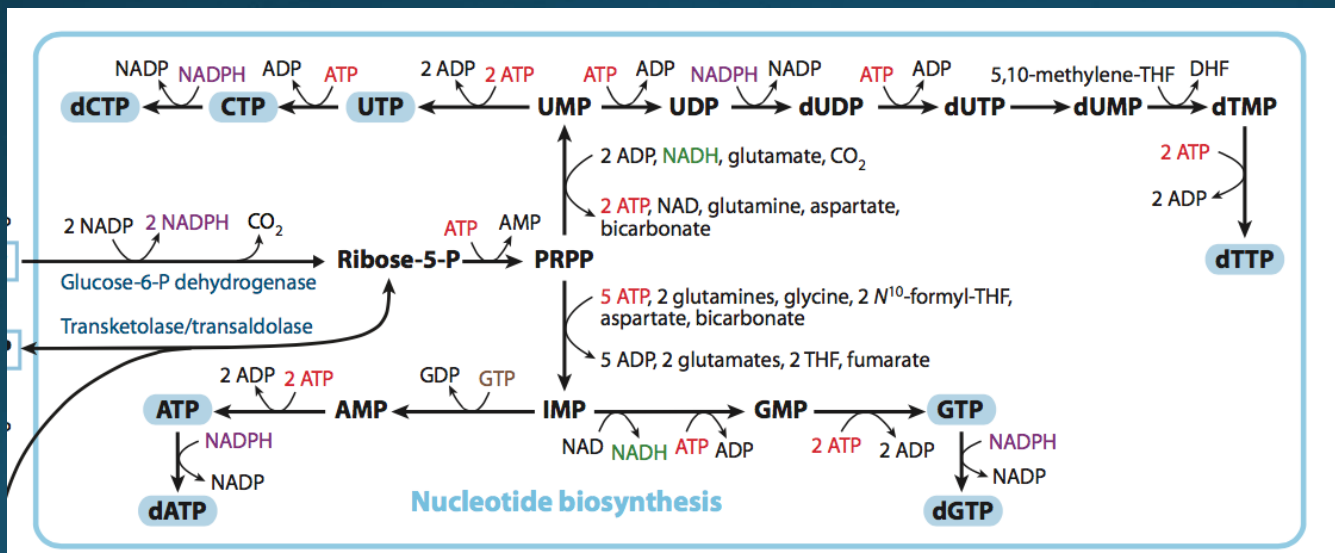 NADP NADPH ADP ATP 2 ADP 2 ATP ATP ADP NADPH NADP ATP ADP 5,10-methylene-THF DHF
dCTP CTP UTP UMP UDP dUDP dUTP dUMP dTMP
2 ADP, NADH, glutamate, CO₂
2 ATP
2 ATP, NAD, glutamine, aspartate,
bicarbonate
2 ADP
2 NADP 2 NADPH CO₂ ATP AMP
Ribose-5-P PRPP dTTP
Glucose-6-P dehydrogenase
5 ATP, 2 glutamines, glycine, 2 N¹⁰-formyl-THF,
aspartate, bicarbonate
Transketolase/transaldolase
5 ADP, 2 glutamates, 2 THF, fumarate
2 ADP 2 ATP GDP GTP
ATP AMP IMP GMP GTP
NADPH NAD NADH ATP ADP 2 ATP 2 ADP NADPH
NADP NADP
dATP Nucleotide biosynthesis dGTP